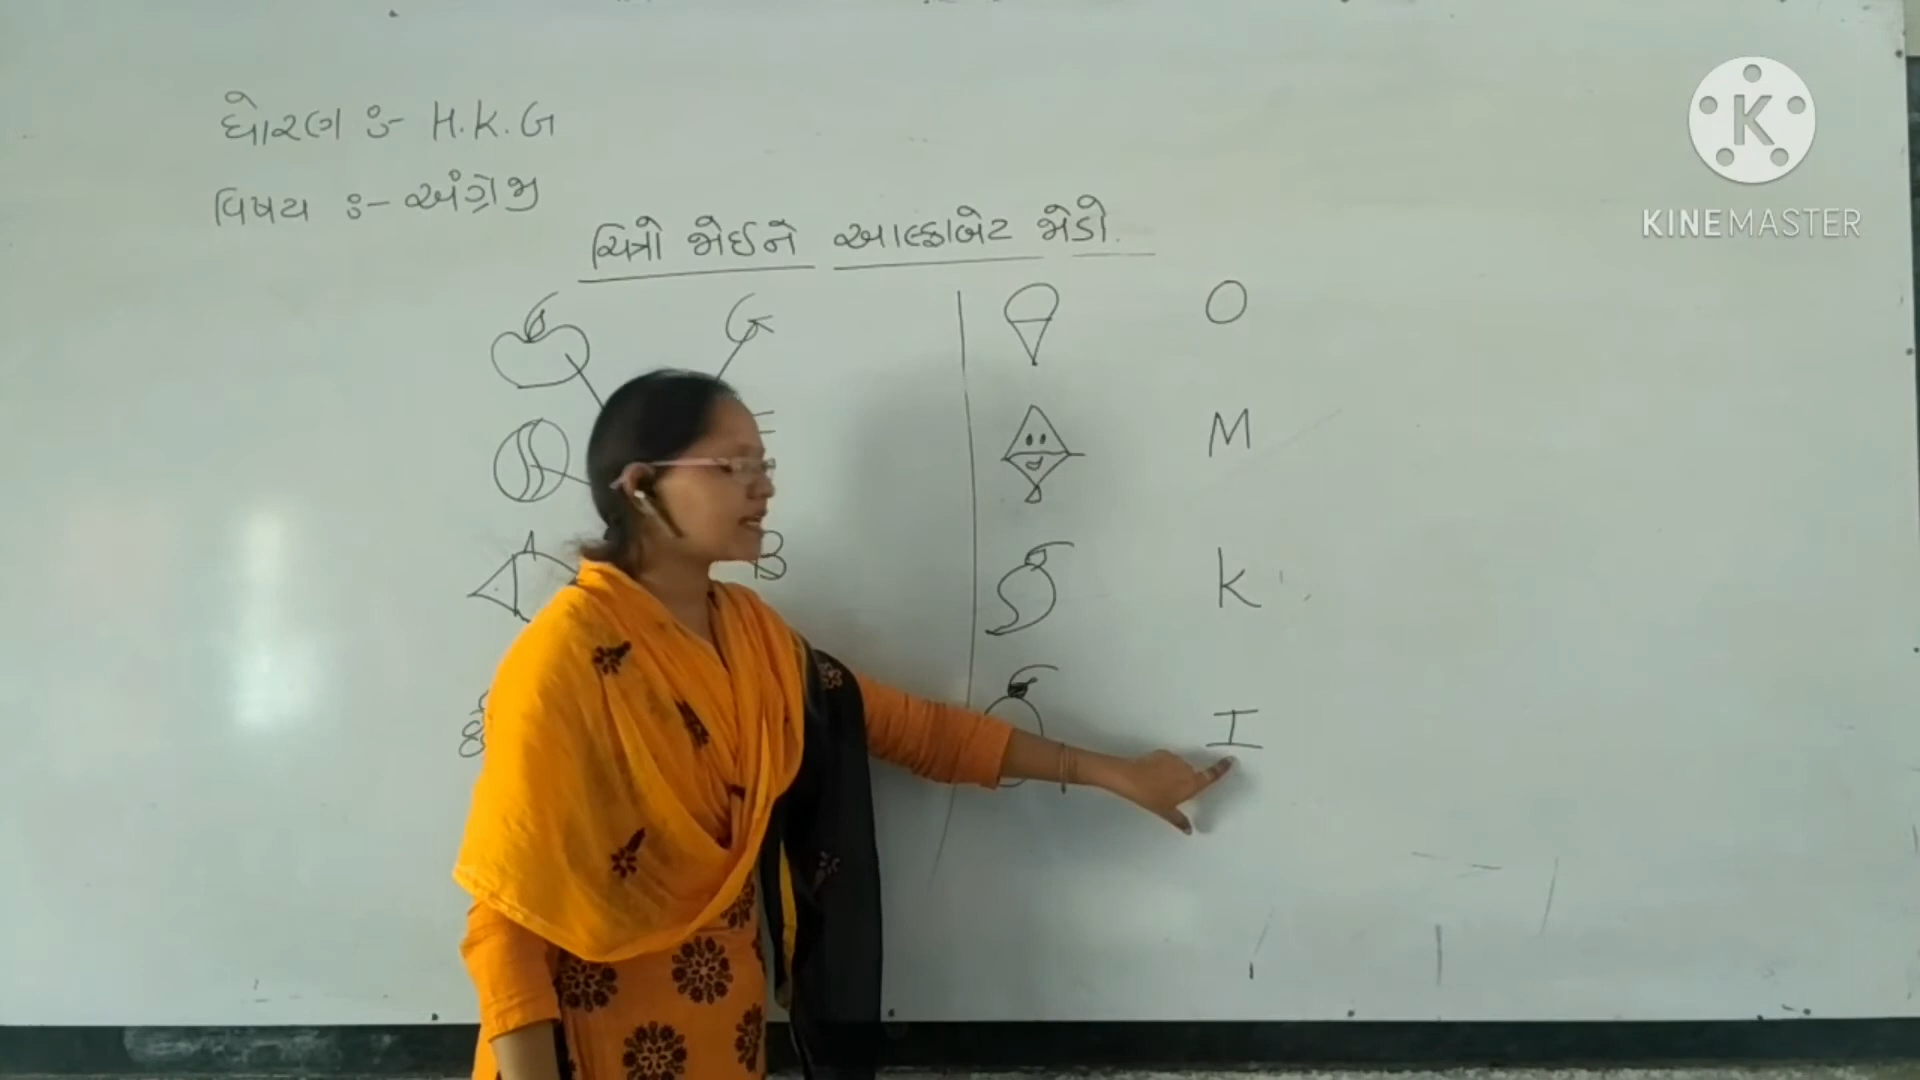 ધોરણ ઃ- H.K.G
વિષય ઃ- અંગ્રેજી
ચિત્રો જોઈને આલ્ફાબેટ જોડો.
G
B
O
M
K
I
K
KINEMASTER